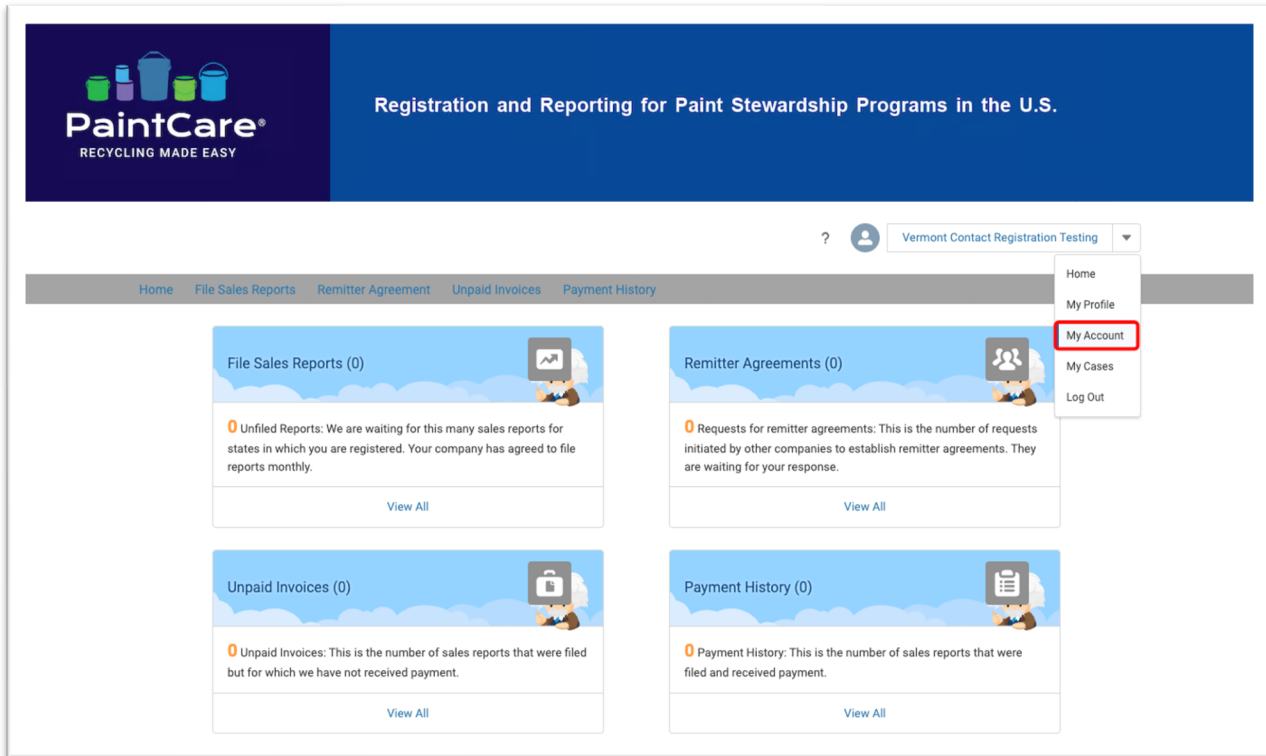 PaintCare®
RECYCLING MADE EASY
Registration and Reporting for Paint Stewardship Programs in the U.S.
?
Vermont Contact Registration Testing
Home
My Profile
My Account
My Cases
Log Out
Home File Sales Reports Remitter Agreement Unpaid Invoices Payment History
File Sales Reports (0)
0 Unfiled Reports: We are waiting for this many sales reports for
states in which you are registered. Your company has agreed to file
reports monthly.
View All
Remitter Agreements (0)
0 Requests for remitter agreements: This is the number of requests
initiated by other companies to establish remitter agreements. They
are waiting for your response.
View All
Unpaid Invoices (0)
0 Unpaid Invoices: This is the number of sales reports that were filed
but for which we have not received payment.
View All
Payment History (0)
0 Payment History: This is the number of sales reports that were
filed and received payment.
View All